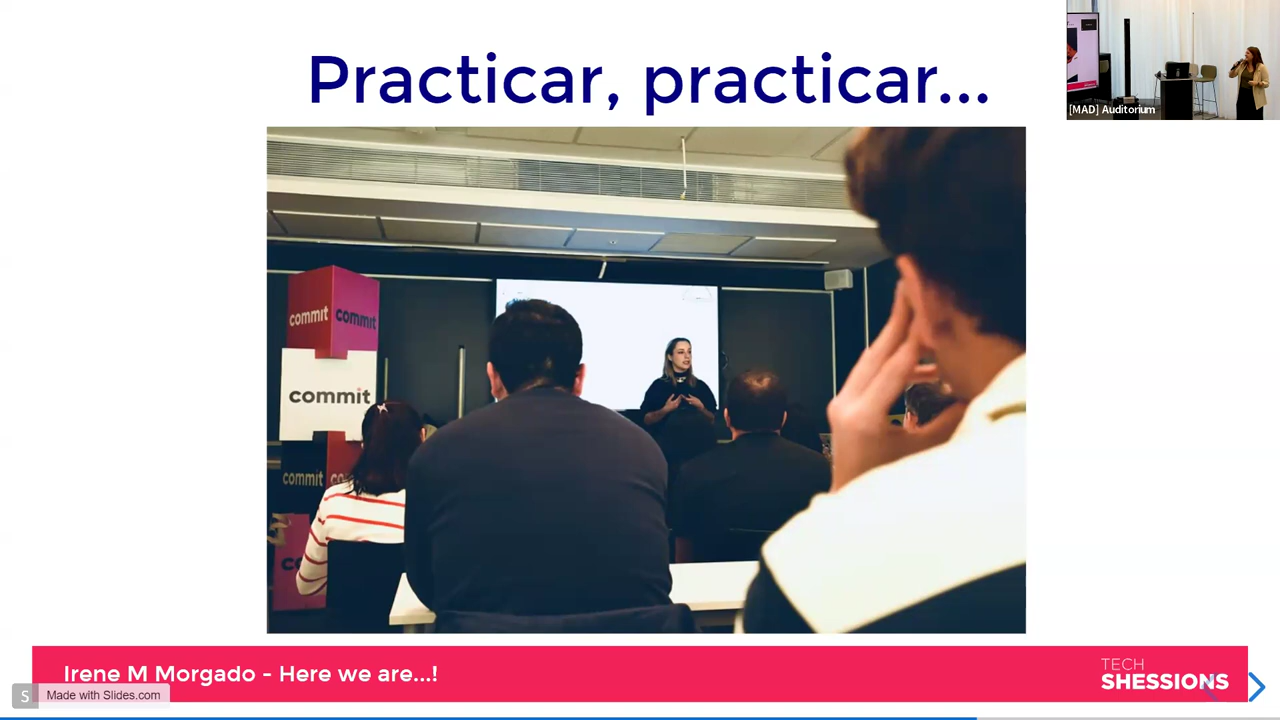 Practicar, practicar...
[MAD] Auditorium
commit
commit
commit
commit
Irene M Morgado - Here we are...!
TECH
SHESSIONS
S
Made with Slides.com